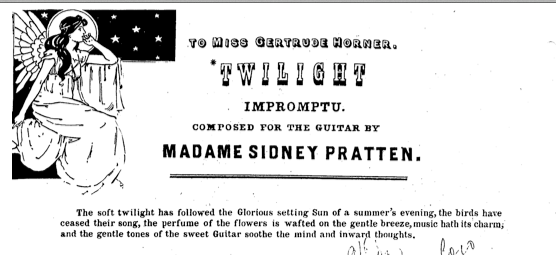 TO MISS GERTRUDE HORNER.
*TWILIGHT
IMPROMPTU.
COMPOSED FOR THE GUITAR BY
MADAME SIDNEY PRATTEN.
The soft twilight has followed the Glorious setting Sun of a summer's evening, the birds have
ceased their song, the perfume of the flowers is wafted on the gentle breeze, music hath its charm;
and the gentle tones of the sweet Guitar soothe the mind and inward thoughts.